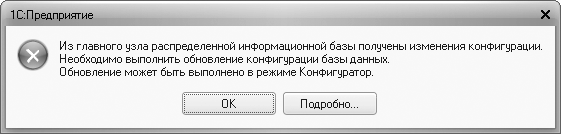 1С:Предприятие
Из главного узла распределенной информационной базы получены изменения конфигурации.
Необходимо выполнить обновление конфигурации базы данных.
Обновление может быть выполнено в режиме Конфигуратор.
OK
Подробно...